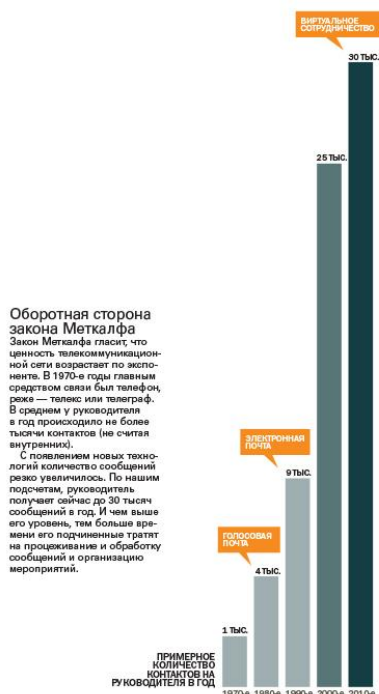 ВИРТУАЛЬНОЕ
СОТРУДНИЧЕСТВО
30 ТЫС.
25 ТЫС.
Оборотная сторона
закона Меткалфа
Закон Меткалфа гласит, что
ценность телекоммуникацион-
ной сети возрастает по экспо-
ненте. В 1970-е годы главным
средством связи был телефон,
реже — телекс или телеграф.
В среднем у руководителя
в год происходило не более
тысячи контактов (не считая
внутренних).
С появлением новых техно-
логий количество сообщений
резко увеличилось. По нашим
подсчетам, руководитель
получает сейчас до 30 тысяч
сообщений в год. И чем выше
его уровень, тем больше вре-
мени его подчиненные тратят
на процеживание и обработку
сообщений и организацию
мероприятий.
ЭЛЕКТРОННАЯ
ПОЧТА
9 ТЫС.
ГОЛОСОВАЯ
ПОЧТА
4 ТЫС.
1 ТЫС.
ПРИМЕРНОЕ
КОЛИЧЕСТВО
КОНТАКТОВ НА
РУКОВОДИТЕЛЯ В ГОД
1970-е 1980-е 1990-е 2000-е 2010-е